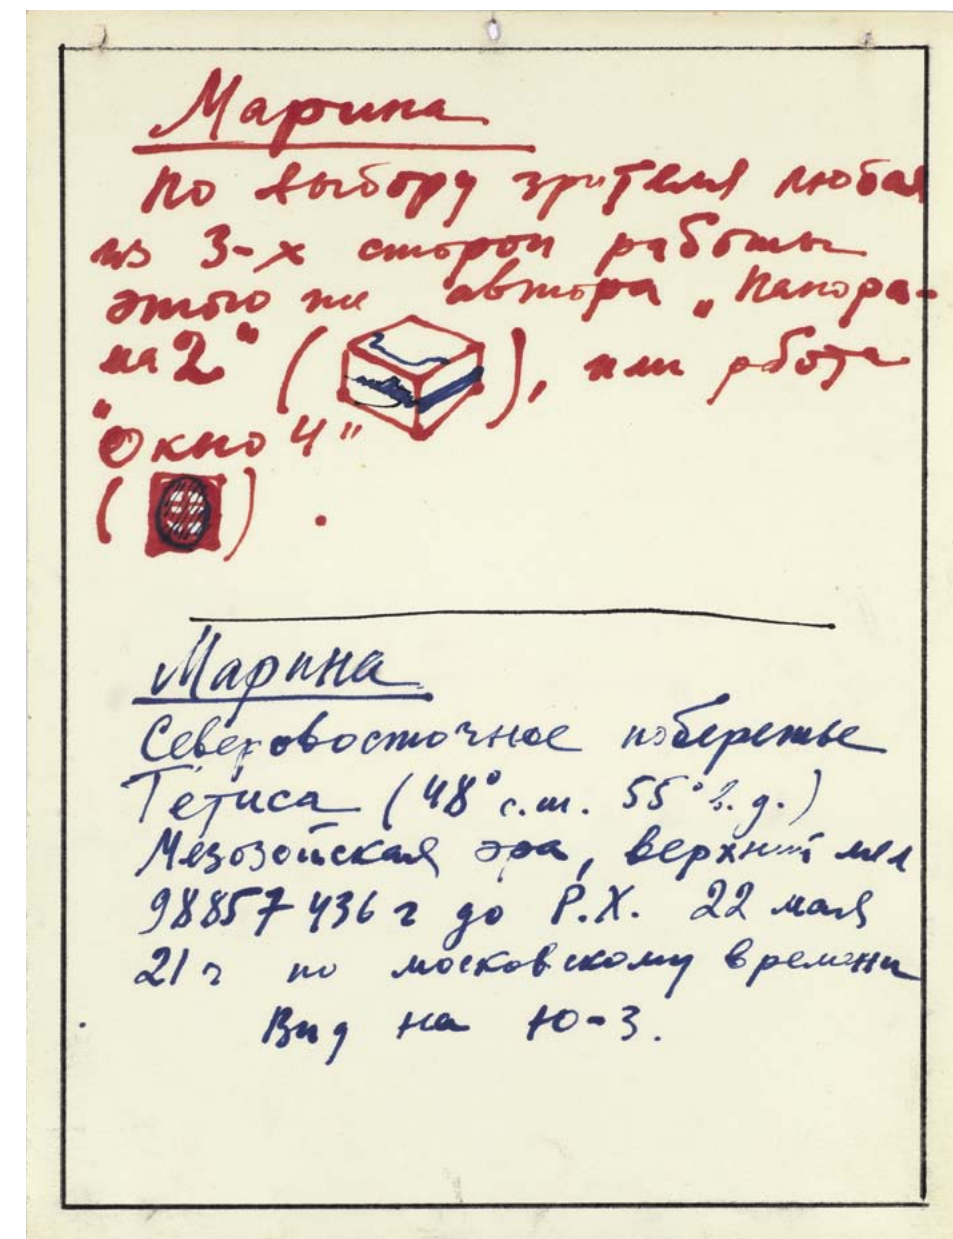 Марина
По выбору зрителя любая
из 3-х сторон работы
этого же автора „Панора-
ма 2" ( ), или рбота
"Окно 4"
( ) .
Марина
Северовосточное побережье
Тетиса (48° с.ш. 55° в.д.)
Мезозойская эра, верхний мел
98857436 г до Р.Х. 22 мая
21 ч по московскому времени
Вид на Ю-З.